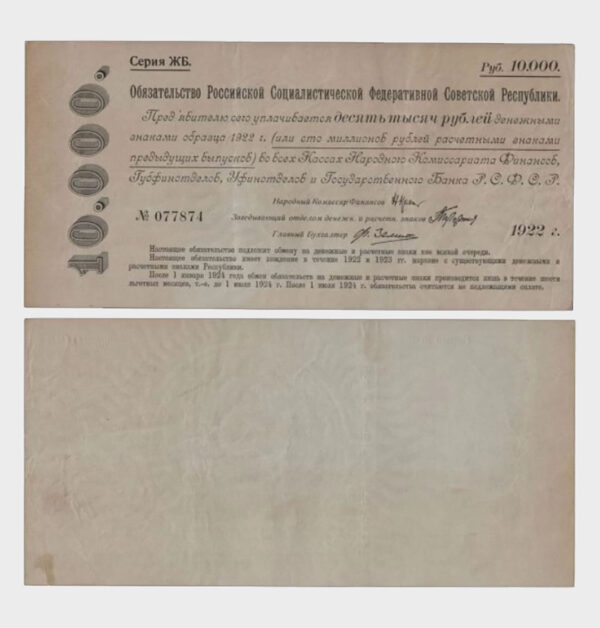 Серия ЖБ.
Руб. 10.000.
10.000.
Обязательство Российской Социалистической Федеративной Советской Республики.
Пред'явителю сего уплачивается десять тысяч рублей денежными
знаками образца 1922 г. (или сто миллионов рублей расчетными знаками
предыдущих выпусков) во всех Кассах Народного Комиссариата Финансов,
Губфинотделов, Уфинотделов и Государственного Банка Р. С. Ф. С. Р.
Народный Комиссар Финансов
№ 077874
Заведывающий отделом денежн. и расчетн. знаков
Главный Бухгалтер
1922 г.
Настоящее обязательство подлежит обмену на денежные и расчетные знаки вне всякой очереди.
Настоящее обязательство имеет хождение в течение 1922 и 1923 гг. наравне с существующими денежными и
расчетными знаками Республики.
После 1 января 1924 года обмен обязательств на денежные и расчетные знаки производится лишь в течение шести
льготных месяцев, т.-е. до 1 июля 1924 г. После 1 июля 1924 г. обязательства считаются не подлежащими оплате.